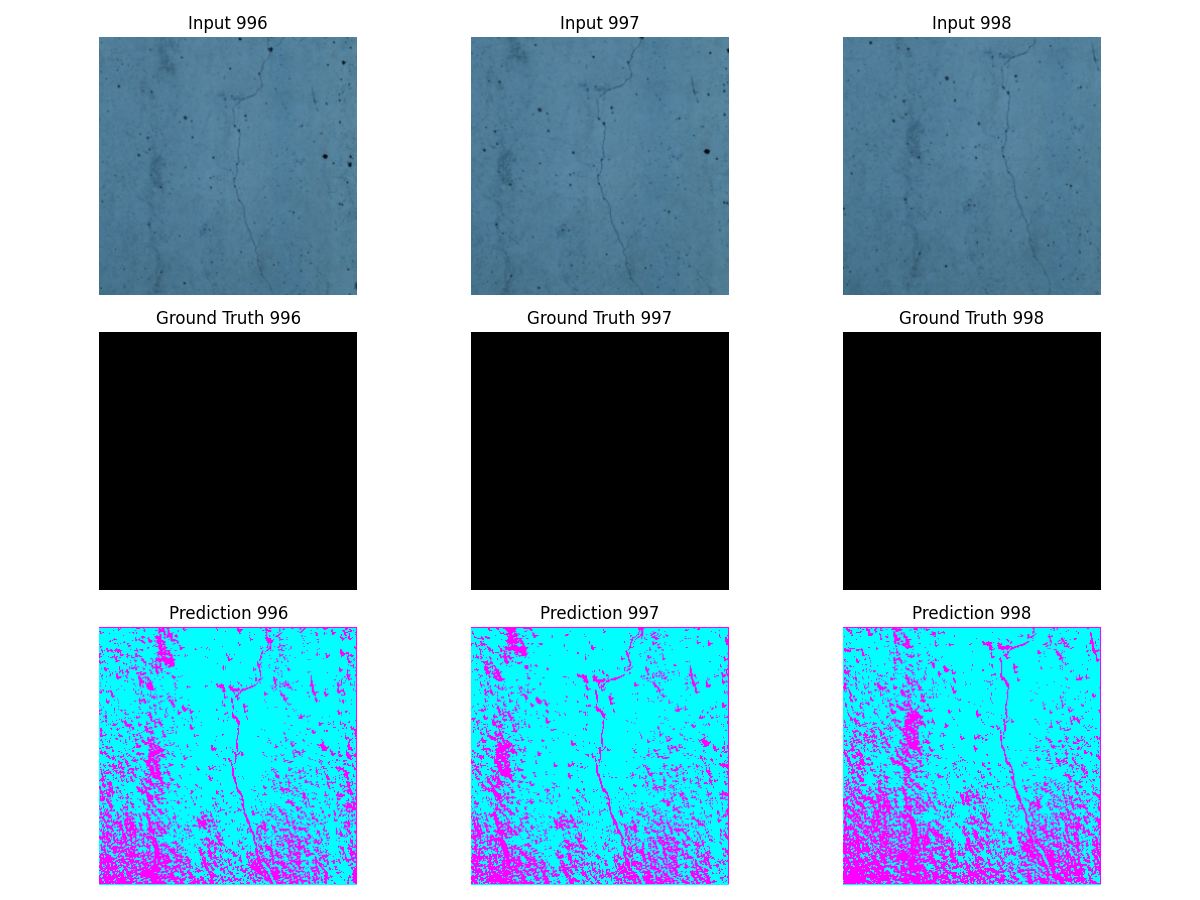 Input 996
Input 997
Input 998
Ground Truth 996
Ground Truth 997
Ground Truth 998
Prediction 996
Prediction 997
Prediction 998